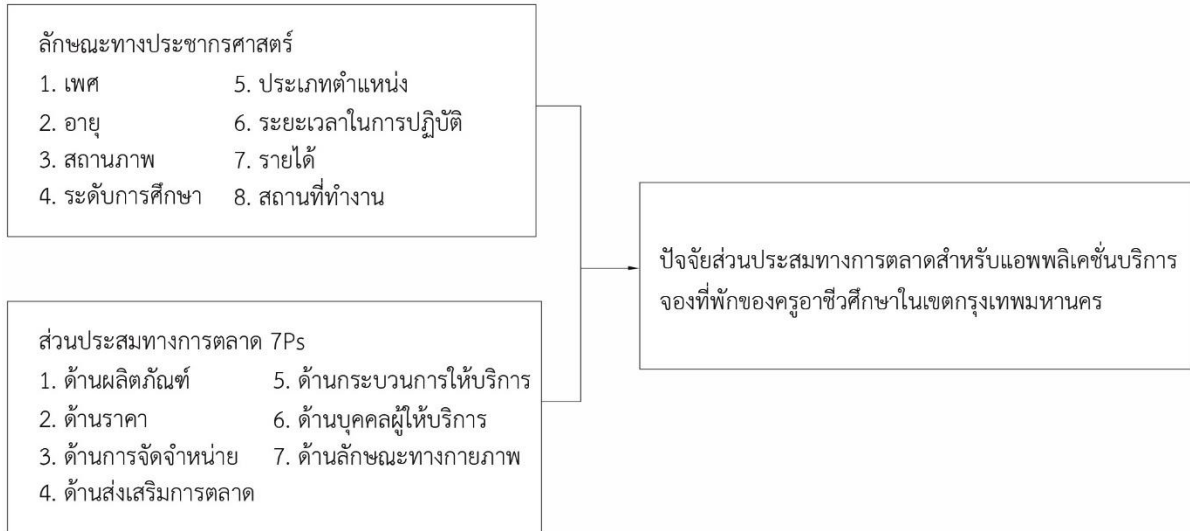 ลักษณะทางประชากรศาสตร์
1. เพศ
2. อายุ
3. สถานภาพ
4. ระดับการศึกษา
5. ประเภทตำแหน่ง
6. ระยะเวลาในการปฏิบัติ
7. รายได้
8. สถานที่ทำงาน
ส่วนประสมทางการตลาด 7Ps
1. ด้านผลิตภัณฑ์
2. ด้านราคา
3. ด้านการจัดจำหน่าย
4. ด้านส่งเสริมการตลาด
5. ด้านกระบวนการให้บริการ
6. ด้านบุคคลผู้ให้บริการ
7. ด้านลักษณะทางกายภาพ
ปัจจัยส่วนประสมทางการตลาดสำหรับแอพพลิเคชั่นบริการ
จองที่พักของครูอาชีวศึกษาในเขตกรุงเทพมหานคร